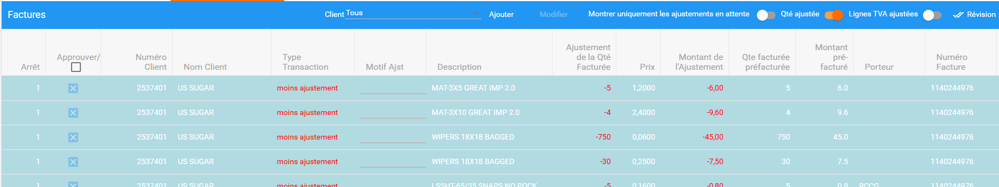 Factures Client Tous Ajouter Modifier Montrer uniquement les ajustements en attente Qté ajustée Lignes TVA ajustées Révision
Arrêt Approuver/ Numéro Client Nom Client Type Transaction Motif Ajst Description Ajustement de la Qté Facturée Prix Montant de l'Ajustement Qte facturée préfacturée Montant pré-facturé Porteur Numéro Facture
1 2537401 US SUGAR moins ajustement MAT-3X5 GREAT IMP 2.0 -5 1,2000 -6,00 5 6.0 1140244976
1 2537401 US SUGAR moins ajustement MAT-3X10 GREAT IMP 2.0 -4 2,4000 -9,60 4 9.6 1140244976
1 2537401 US SUGAR moins ajustement WIPERS 18X18 BAGGED -750 0,0600 -45,00 750 45.0 1140244976
1 2537401 US SUGAR moins ajustement WIPERS 18X18 BAGGED -30 0,2500 -7,50 30 7.5 1140244976
1 2537401 US SUGAR moins ajustement LSSHT-65/35 SNAPS NO POCK -5 0,1600 -0,80 5 0.8 RCCG 1140244976